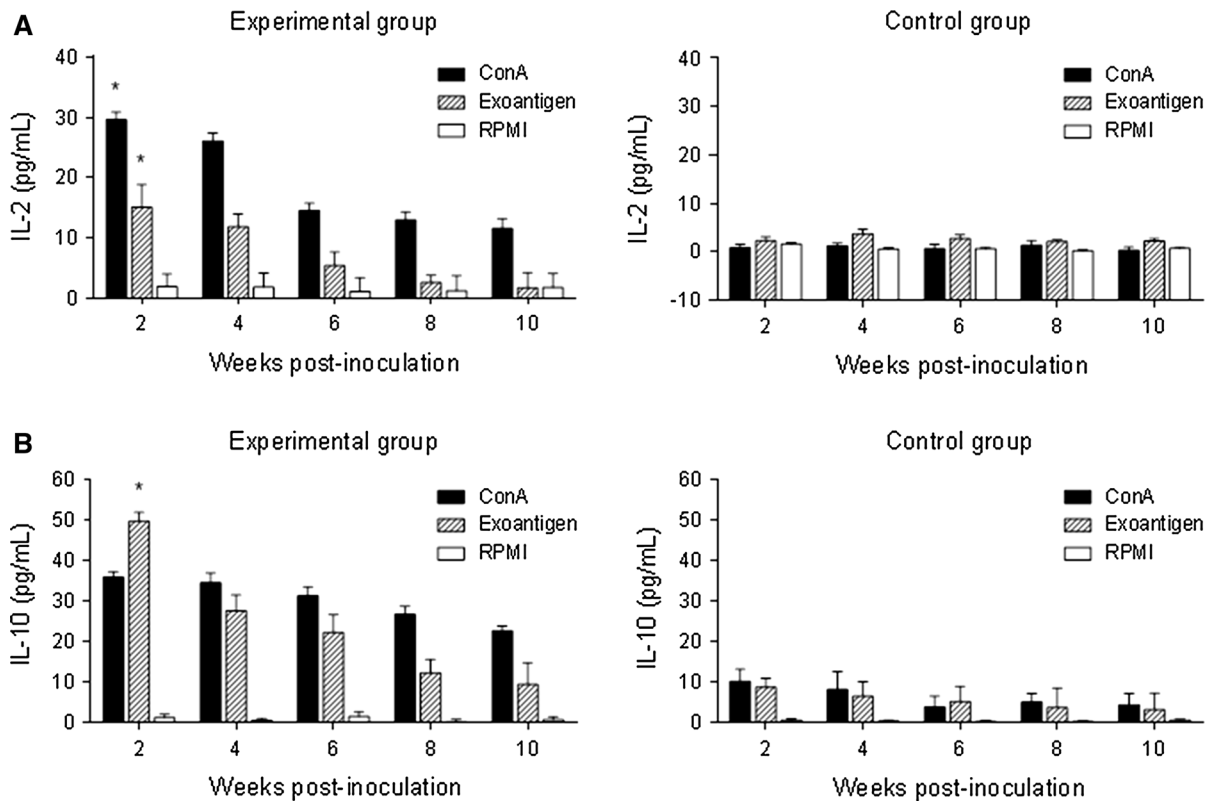 A
Experimental group
40
30
20
10
0
IL-2 (pg/mL)
*
*
ConA
Exoantigen
RPMI
2 4 6 8 10
Weeks post-inoculation
Control group
40
30
20
10
0
-10
IL-2 (pg/mL)
ConA
Exoantigen
RPMI
2 4 6 8 10
Weeks post-inoculation
B
Experimental group
60
50
40
30
20
10
0
IL-10 (pg/mL)
*
ConA
Exoantigen
RPMI
2 4 6 8 10
Weeks post-inoculation
Control group
60
50
40
30
20
10
0
IL-10 (pg/mL)
ConA
Exoantigen
RPMI
2 4 6 8 10
Weeks post-inoculation